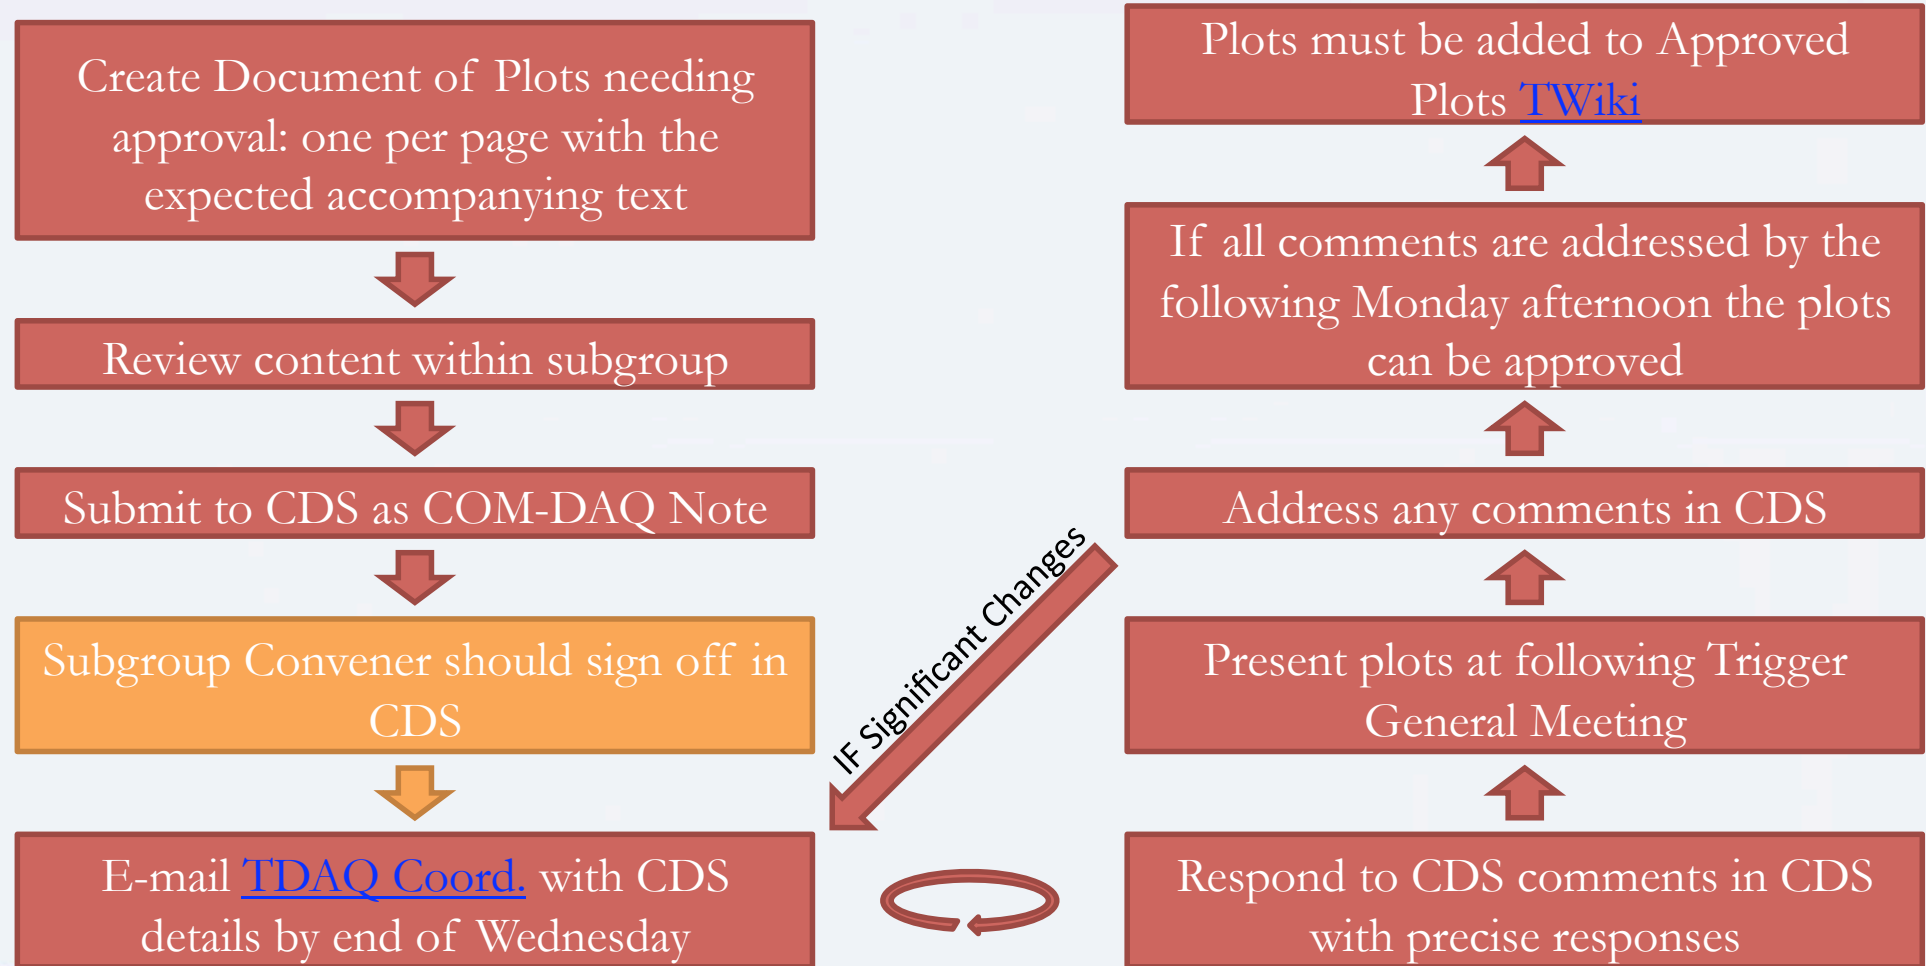 Create Document of Plots needing
approval: one per page with the
expected accompanying text
Review content within subgroup
Submit to CDS as COM-DAQ Note
Subgroup Convener should sign off in
CDS
E-mail TDAQ Coord. with CDS
details by end of Wednesday
IF Significant Changes
Plots must be added to Approved
Plots TWiki
If all comments are addressed by the
following Monday afternoon the plots
can be approved
Address any comments in CDS
Present plots at following Trigger
General Meeting
Respond to CDS comments in CDS
with precise responses